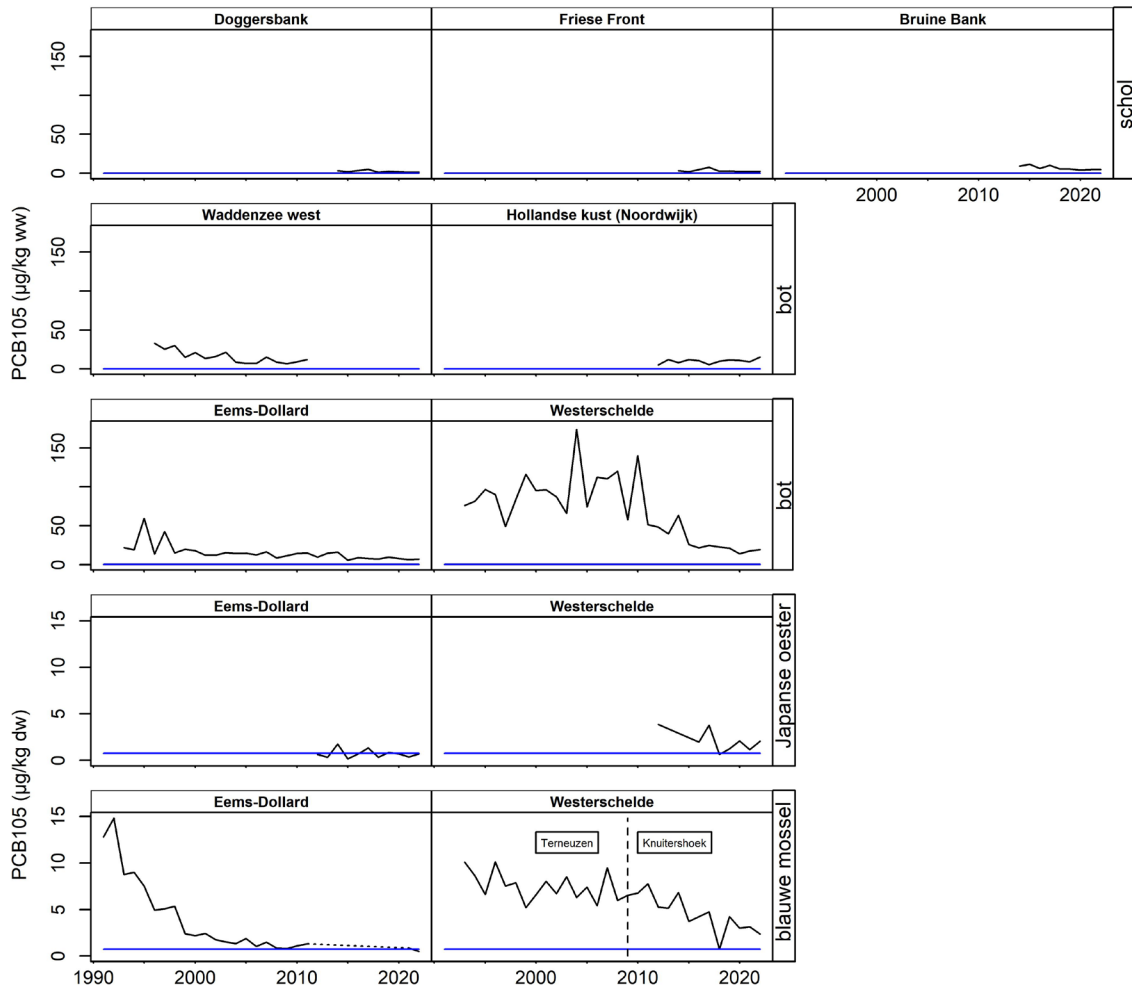 Doggersbank Friese Front Bruine Bank
150
50
0
schol
2000 2010 2020
PCB105 (µg/kg ww)
Waddenzee west Hollandse kust (Noordwijk)
150
50
0
bot
Eems-Dollard Westerschelde
150
50
0
bot
Eems-Dollard Westerschelde
15
10
5
0
Japanse oester
PCB105 (µg/kg dw)
Eems-Dollard Westerschelde
15
10
5
0
Terneuzen Knuitershoek
blauwe mossel
1990 2000 2010 2020 2000 2010 2020